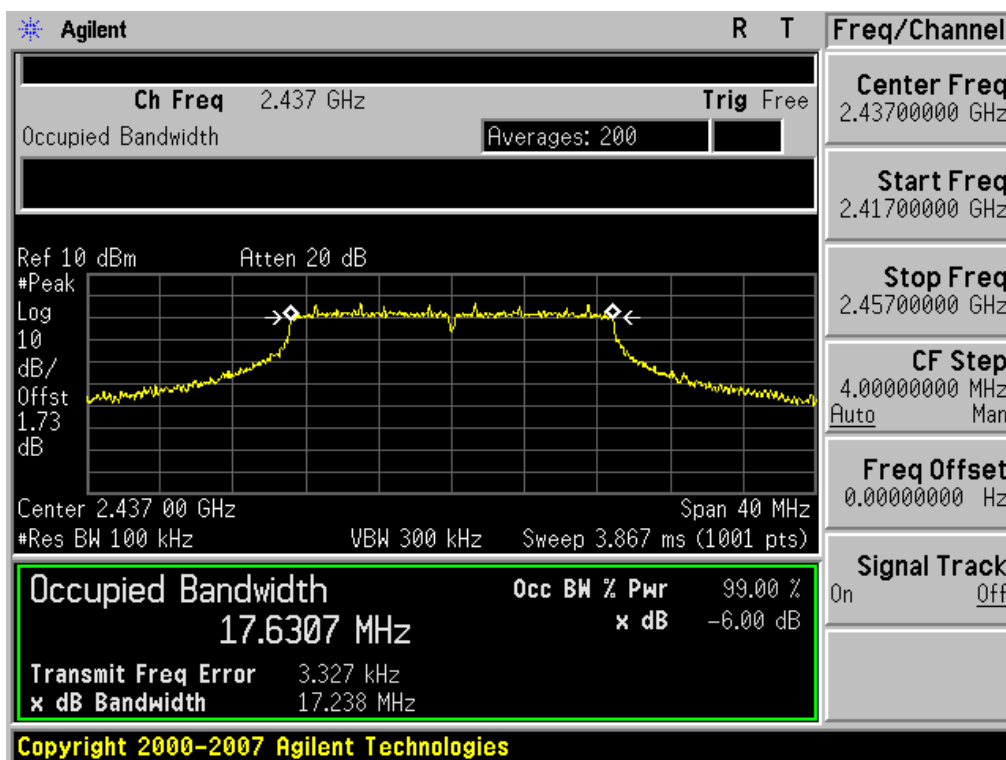 Agilent R T
Ch Freq 2.437 GHz Trig Free
Occupied Bandwidth Averages: 200
Ref 10 dBm Atten 20 dB
#Peak
Log
10
dB/
Offst
1.73
dB
Center 2.437 00 GHz Span 40 MHz
#Res BW 100 kHz VBW 300 kHz Sweep 3.867 ms (1001 pts)
Occupied Bandwidth Occ BW % Pwr 99.00 %
17.6307 MHz x dB -6.00 dB
Transmit Freq Error 3.327 kHz
x dB Bandwidth 17.238 MHz
Copyright 2000-2007 Agilent Technologies
Freq/Channel
Center Freq
2.43700000 GHz
Start Freq
2.41700000 GHz
Stop Freq
2.45700000 GHz
CF Step
4.00000000 MHz
Auto Man
Freq Offset
0.00000000 Hz
Signal Track
On Off